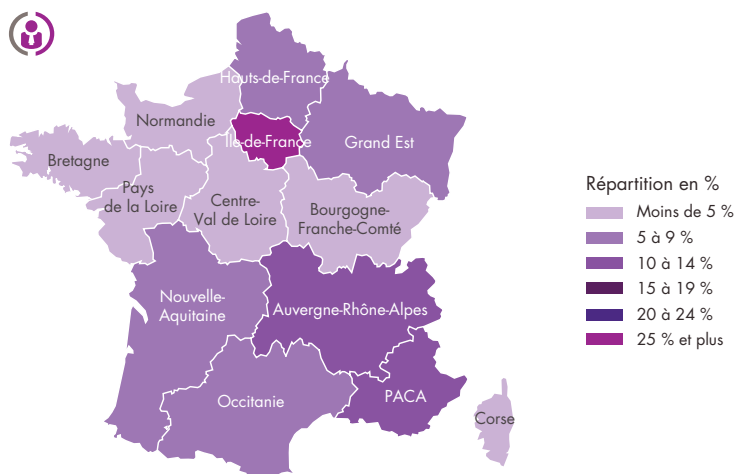 Hauts-de-France
Normandie
Île-de-France
Grand Est
Bretagne
Pays
de la Loire
Centre-
Val de Loire
Bourgogne-
Franche-Comté
Nouvelle-
Aquitaine
Auvergne-Rhône-Alpes
Occitanie
PACA
Corse
Répartition en %
Moins de 5 %
5 à 9 %
10 à 14 %
15 à 19 %
20 à 24 %
25 % et plus